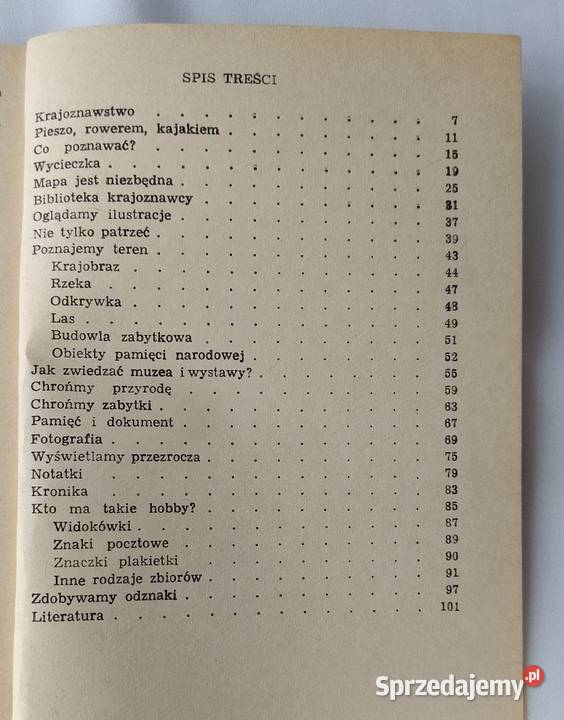 SPIS TREŚCI
Krajoznawstwo . . . . . . . . . . . 7
Pieszo, rowerem, kajakiem . . . . . . . . 11
Co poznawać? . . . . . . . . . . . 15
Wycieczka . . . . . . . . . . . . . 19
Mapa jest niezbędna . . . . . . . . . . 25
Biblioteka krajoznawcy . . . . . . . . . 31
Oglądamy ilustracje . . . . . . . . . . 37
Nie tylko patrzeć . . . . . . . . . . . 39
Poznajemy teren . . . . . . . . . . . 43
Krajobraz . . . . . . . . . . . . 44
Rzeka . . . . . . . . . . . . . 47
Odkrywka . . . . . . . . . . . . 48
Las . . . . . . . . . . . . . . 49
Budowla zabytkowa . . . . . . . . . 51
Obiekty pamięci narodowej . . . . . . . 52
Jak zwiedzać muzea i wystawy? . . . . . . . 55
Chrońmy przyrodę . . . . . . . . . . 59
Chrońmy zabytki . . . . . . . . . . . 63
Pamięć i dokument . . . . . . . . . . 67
Fotografia . . . . . . . . . . . . . 69
Wyświetlamy przezrocza . . . . . . . . . 75
Notatki . . . . . . . . . . . . . 79
Kronika . . . . . . . . . . . . . 83
Kto ma takie hobby? . . . . . . . . . 85
Widokówki . . . . . . . . . . . . 87
Znaki pocztowe . . . . . . . . . . 89
Znaczki plakietki . . . . . . . . . 90
Inne rodzaje zbiorów . . . . . . . . . 91
Zdobywamy odznaki . . . . . . . . . . 97
Literatura . . . . . . . . . . . . . 101
Sprzedajemy.pl